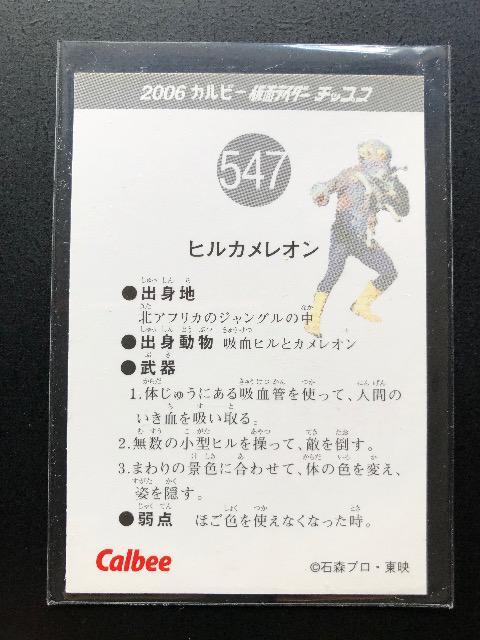 2006 カルビー 仮面ライダー チップス
547
ヒルカメレオン
●出身地
北アフリカのジャングルの中
●出身動物 吸血ヒルとカメレオン
●武器
1.体じゅうにある吸血管を使って、人間の
いき血を吸い取る。
2.無数の小型ヒルを操って、敵を倒す。
3.まわりの景色に合わせて、体の色を変え、
姿を隠す。
●弱点 ほご色を使えなくなった時。
Calbee
©石森プロ・東映